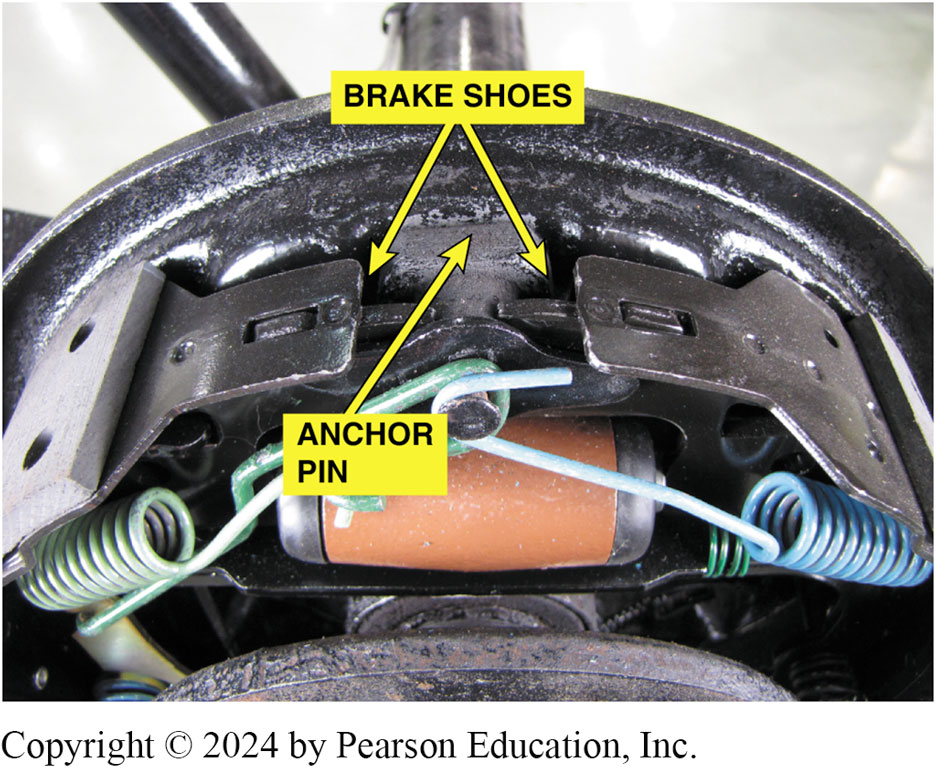 BRAKE SHOES
ANCHOR
PIN
Copyright © 2024 by Pearson Education, Inc.